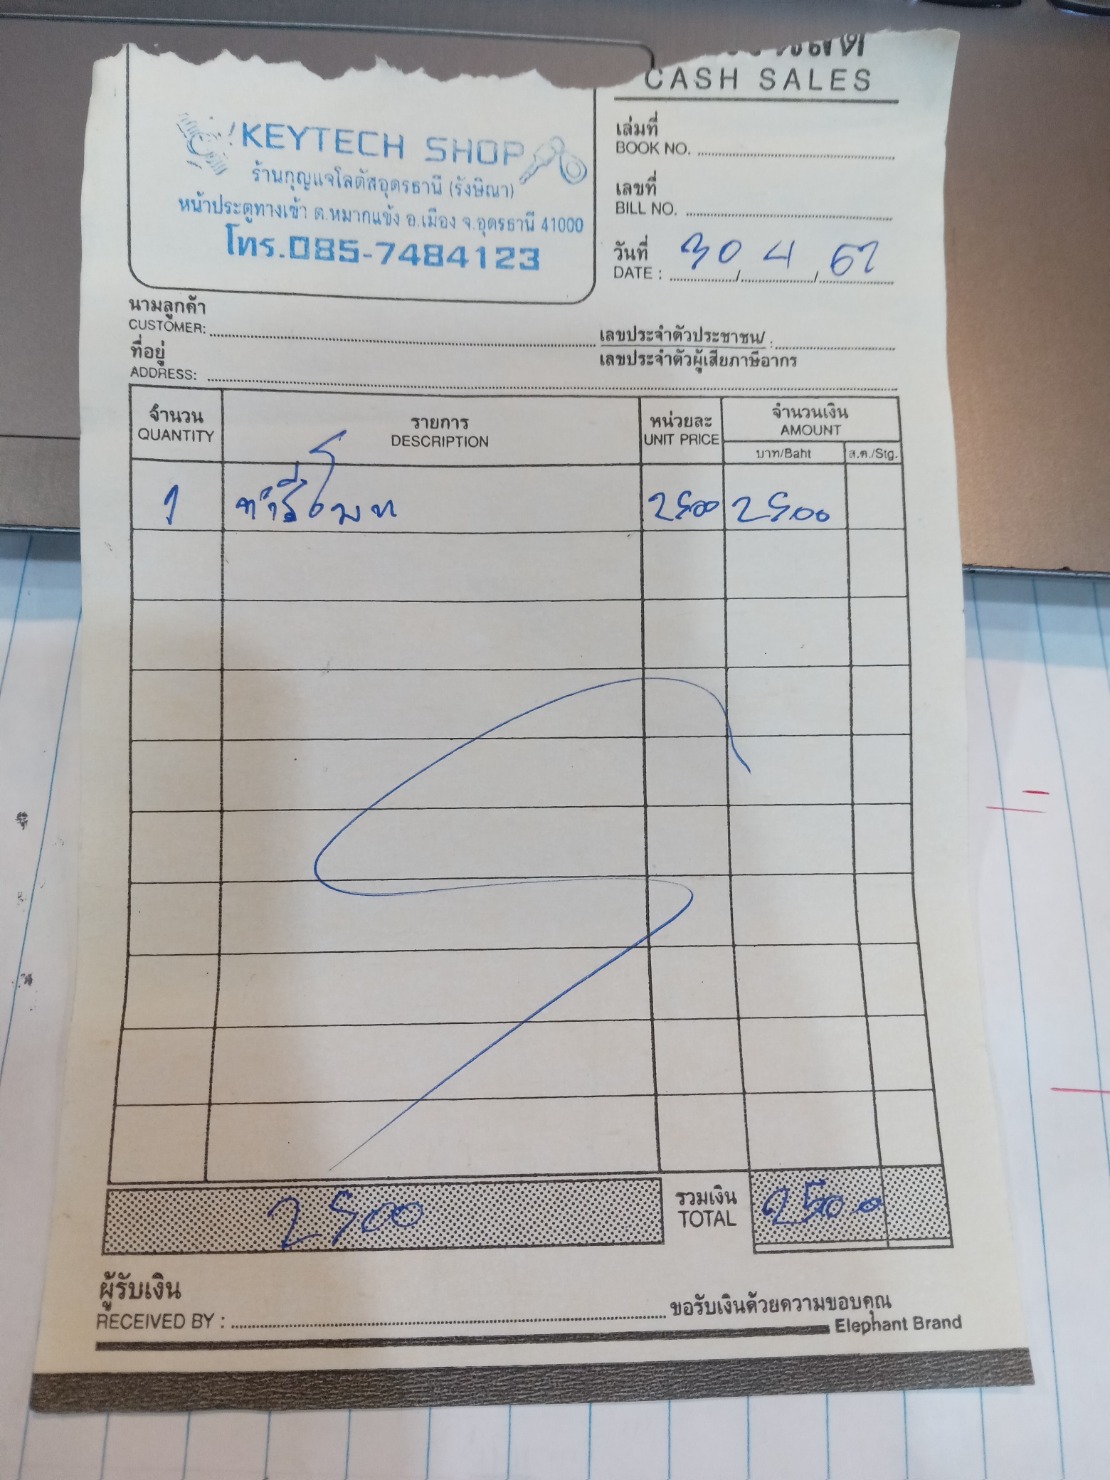 CASH SALES
KEYTECH SHOP
ร้านกุญแจโลตัสอุดรธานี (รังษิณา)
หน้าประตูทางเข้า ต.หมากแข้ง อ.เมือง จ.อุดรธานี 41000
โทร.085-7484123
เล่มที่
BOOK NO.
เลขที่
BILL NO.
วันที่ 30 4 67
DATE : / /
นามลูกค้า
CUSTOMER:
เลขประจำตัวประชาชน/ :
เลขประจำตัวผู้เสียภาษีอากร
ที่อยู่
ADDRESS:
จำนวน รายการ หน่วยละ จำนวนเงิน
QUANTITY DESCRIPTION UNIT PRICE AMOUNT
บาท/Baht ส.ต./Stg.
1 ทำรีโมท 2500 2500
2500 รวมเงิน 2500
TOTAL
ผู้รับเงิน
RECEIVED BY : ขอรับเงินด้วยความขอบคุณ
Elephant Brand